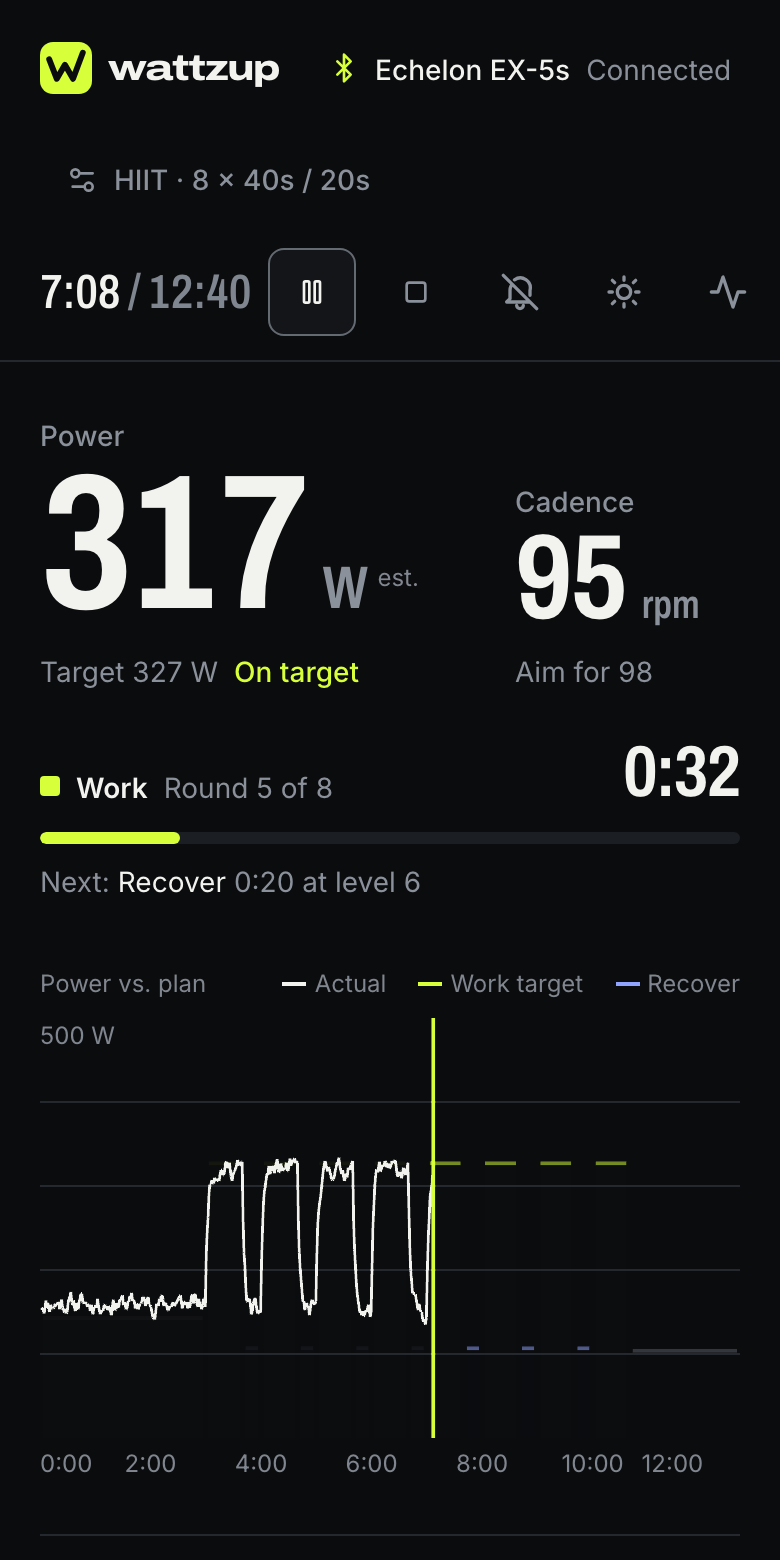 wattzup Echelon EX-5s Connected
HIIT · 8 × 40s / 20s
7:08 / 12:40
Power
317 W est.
Cadence
95 rpm
Target 327 W On target
Aim for 98
Work Round 5 of 8 0:32
Next: Recover 0:20 at level 6
Power vs. plan Actual Work target Recover
500 W
0:00 2:00 4:00 6:00 8:00 10:00 12:00